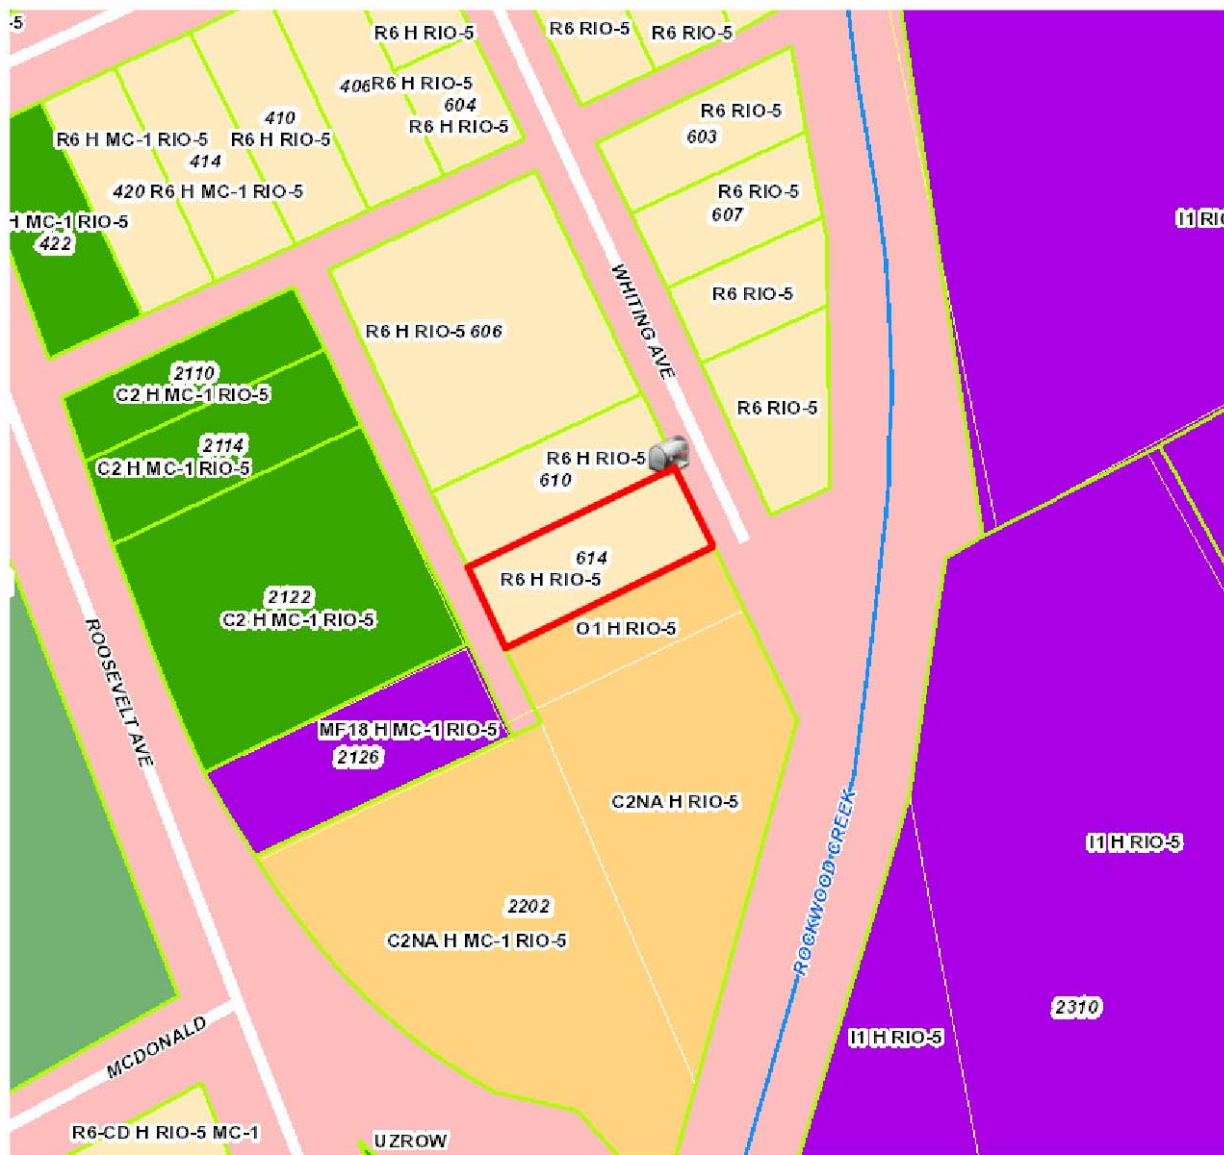 -5
R6 H RIO-5
R6 RIO-5
R6 RIO-5
406 R6 H RIO-5
604
R6 H RIO-5
410
R6 H RIO-5
R6 H MC-1 RIO-5
414
420 R6 H MC-1 RIO-5
H MC-1 RIO-5
422
R6 RIO-5
603
R6 RIO-5
607
R6 RIO-5
R6 RIO-5
I1 RIO
WHITING AVE
R6 H RIO-5 606
2110
C2 H MC-1 RIO-5
2114
C2 H MC-1 RIO-5
R6 H RIO-5
610
614
R6 H RIO-5
2122
C2 H MC-1 RIO-5
O1 H RIO-5
ROOSEVELT AVE
MF18 H MC-1 RIO-5
2126
C2NA H RIO-5
I1 H RIO-5
ROCKWOOD CREEK
2202
C2NA H MC-1 RIO-5
2310
I1 H RIO-5
MCDONALD
R6-CD H RIO-5 MC-1
UZROW